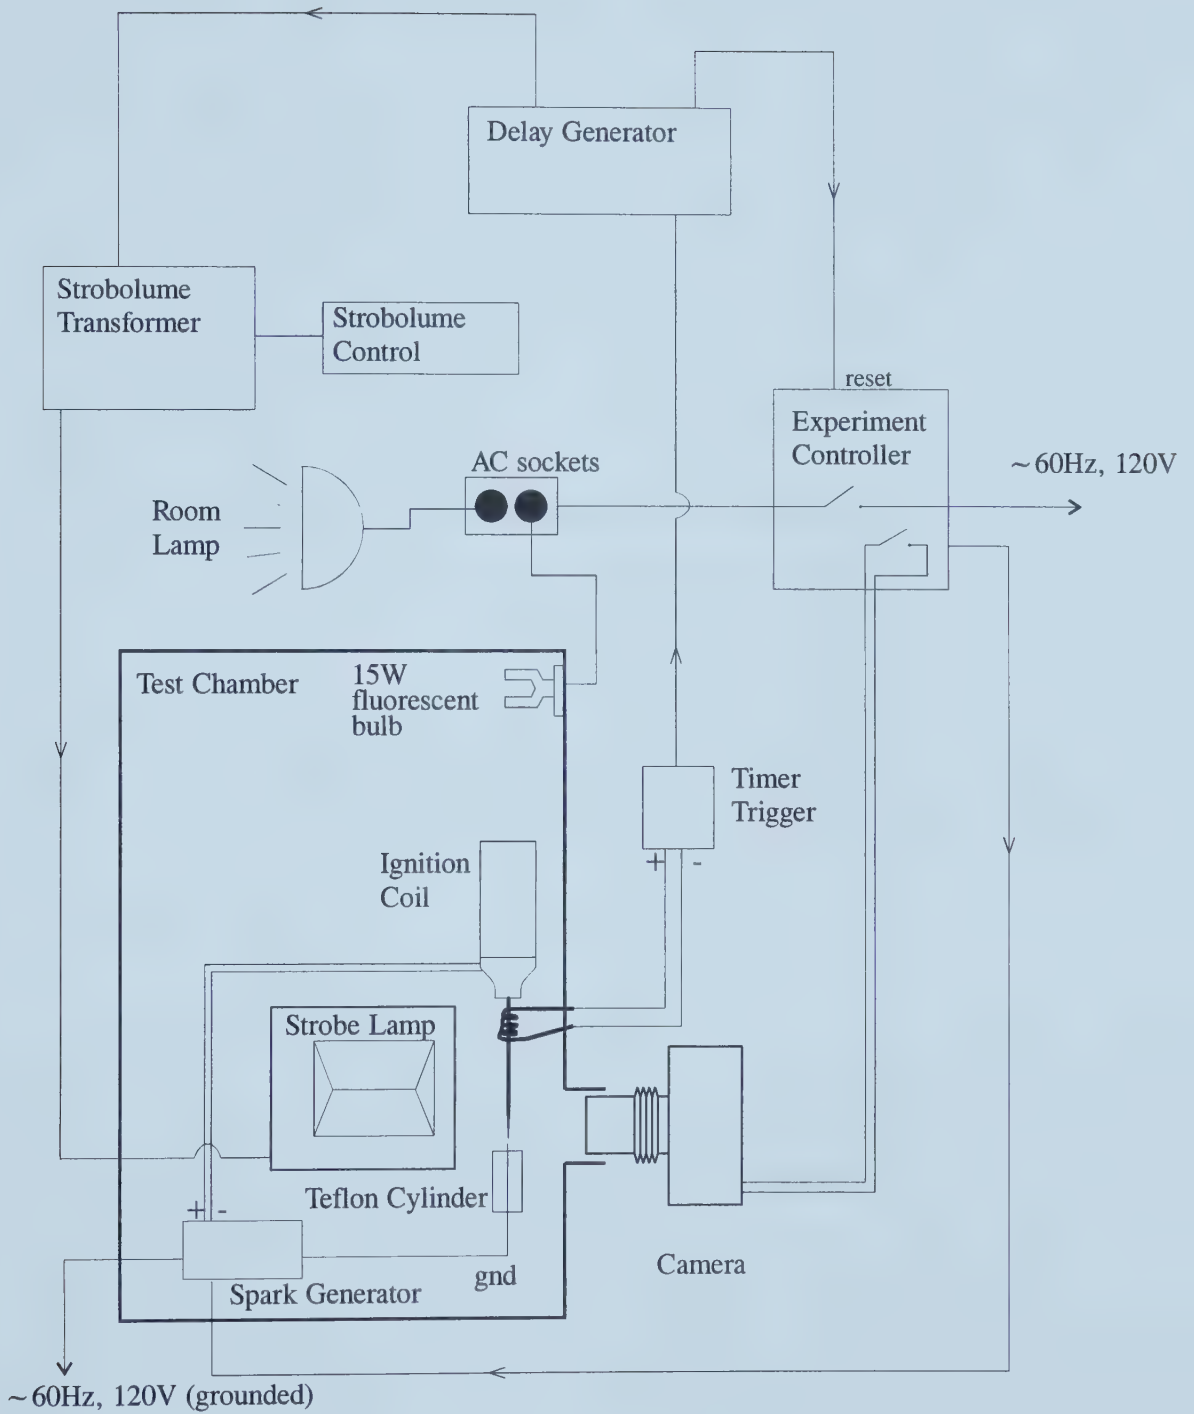 Delay Generator
Strobolume
Transformer
Strobolume
Control
reset
Experiment
Controller
~60Hz, 120V
AC sockets
Room
Lamp
Test Chamber
15W
fluorescent
bulb
Timer
Trigger
+ -
Ignition
Coil
Strobe Lamp
Teflon Cylinder
+ -
gnd
Camera
Spark Generator
~60Hz, 120V (grounded)